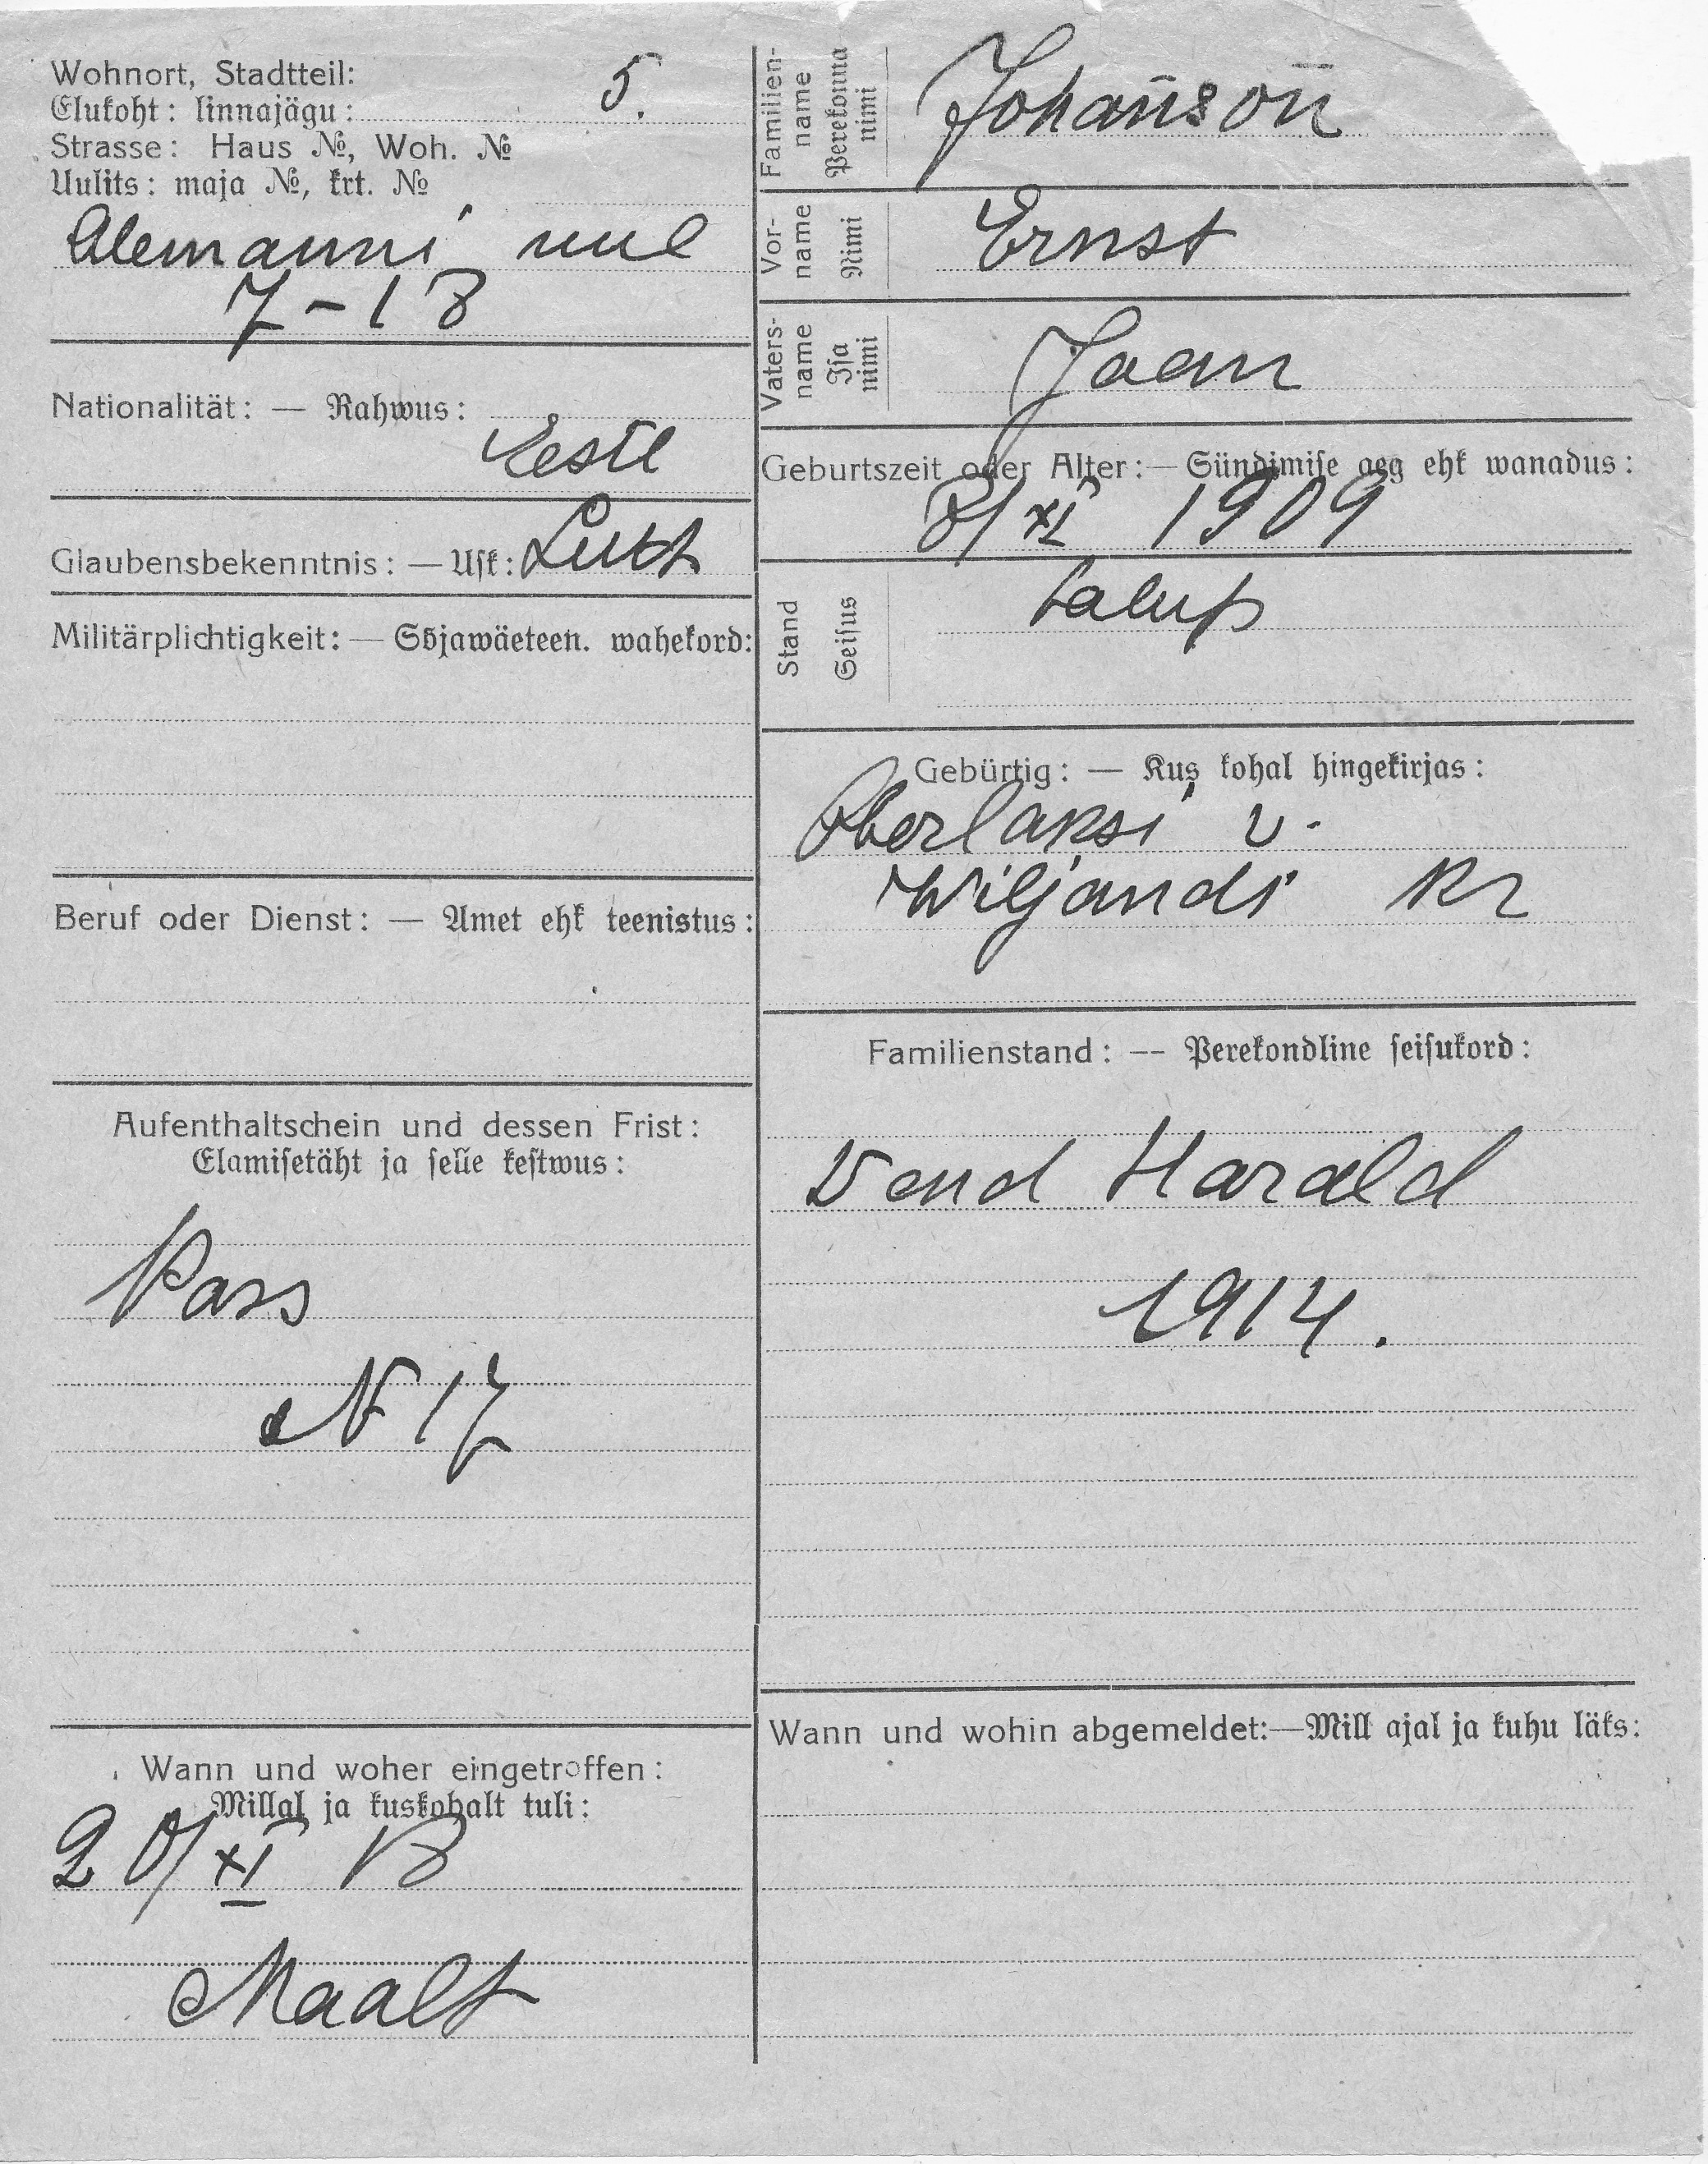 Wohnort, Stadtteil:
Elukoht: linnajägu: 5.
Strasse: Haus №, Woh. №
Uulits: maja №, krt. №
Alemanni uul
7-18
Nationalität: — Rahwus:
Eestl
Glaubensbekenntnis: — Usk: Luth
Militärplichtigkeit: — Sõjawäeteen. wahekord:
Beruf oder Dienst: — Amet ehk teenistus:
Aufenthaltschein und dessen Frist:
Elamisetäht ja selle kestwus:
Pass
N 17
Wann und woher eingetroffen:
Millal ja kuskohalt tuli:
20/XI 18
Maalt
Familien-
name
Perekonna
nimi
Johanson
Vor-
name
Nimi
Ernst
Vaters-
name
Isa
nimi
Jaan
Geburtszeit oder Alter: — Sündimise aeg ehk wanadus:
8/XI 1909
Stand
Seisus
talup
Gebürtig: — Kus kohal hingekirjas:
Oberlaksi v.
Wiljandi kr
Familienstand: — Perekondline seisukord:
vend Harald
1914.
Wann und wohin abgemeldet: — Mill ajal ja kuhu läks: